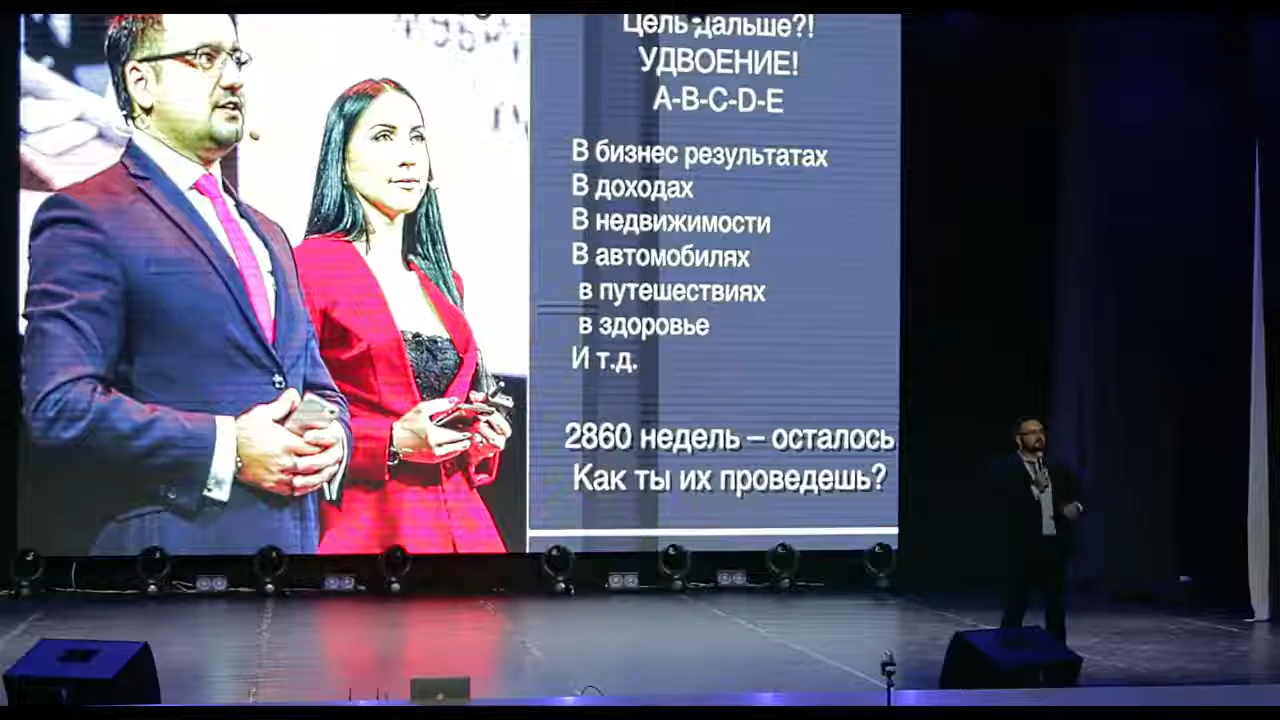 Цель дальше?!
УДВОЕНИЕ!
A-B-C-D-E
В бизнес результатах
В доходах
В недвижимости
В автомобилях
в путешествиях
в здоровье
И т.д.
2860 недель – осталось
Как ты их проведешь?